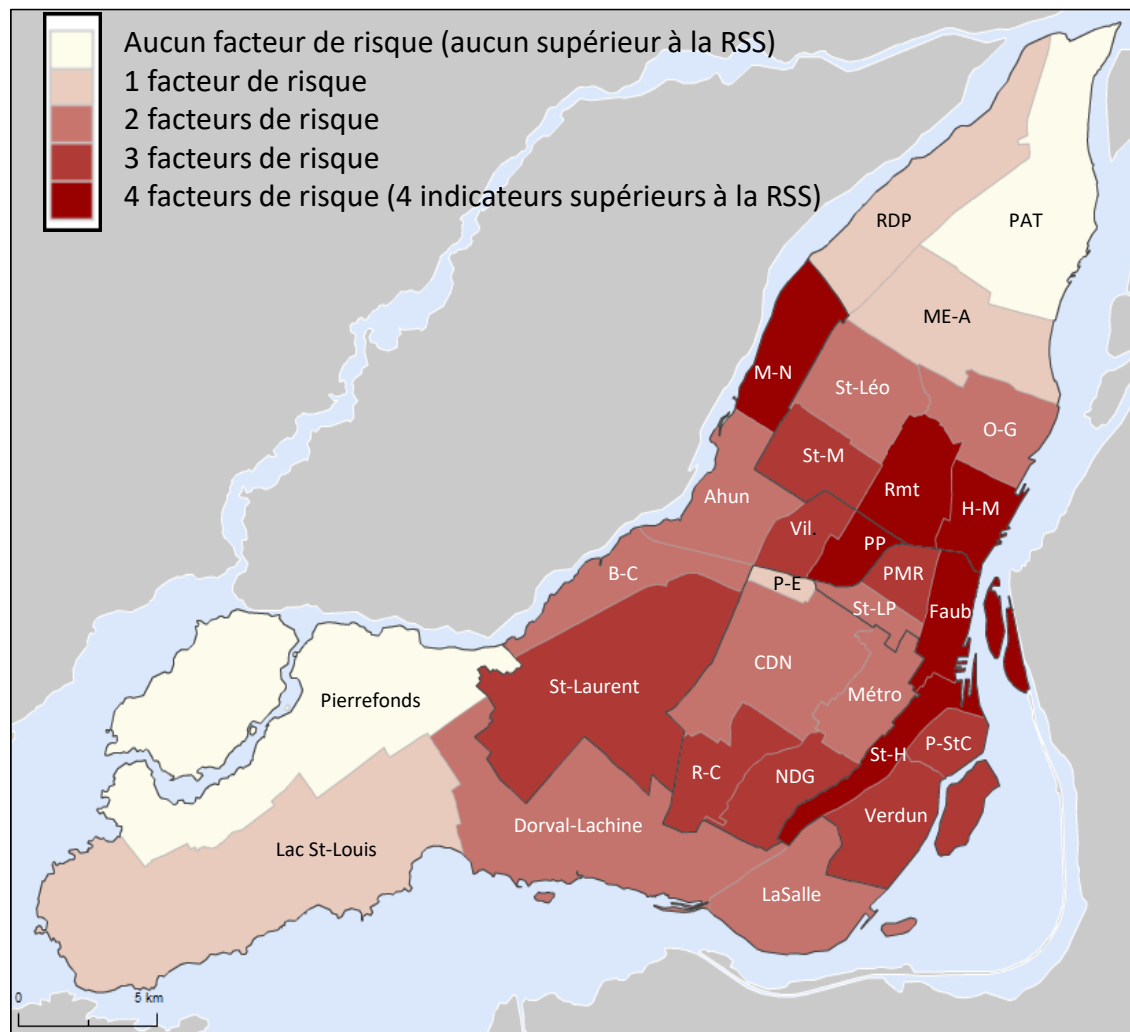 Aucun facteur de risque (aucun supérieur à la RSS)
1 facteur de risque
2 facteurs de risque
3 facteurs de risque
4 facteurs de risque (4 indicateurs supérieurs à la RSS)
RDP
PAT
ME-A
M-N
St-Léo
O-G
St-M
Rmt
Ahun
H-M
Vil.
PP
PMR
B-C
P-E
St-LP
Faub
CDN
St-Laurent
Métro
Pierrefonds
P-StC
St-H
R-C
NDG
Verdun
Dorval-Lachine
Lac St-Louis
LaSalle
0 5 km